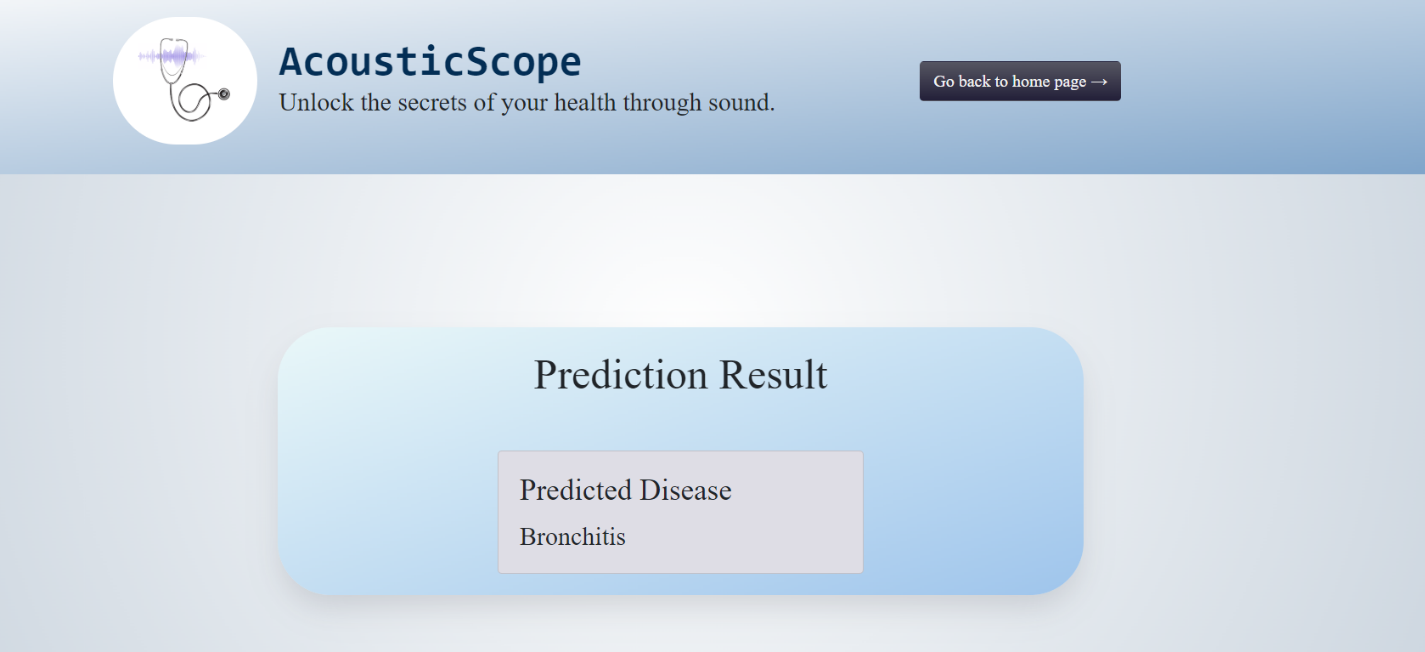 AcousticScope
Unlock the secrets of your health through sound.
Go back to home page →
Prediction Result
Predicted Disease
Bronchitis